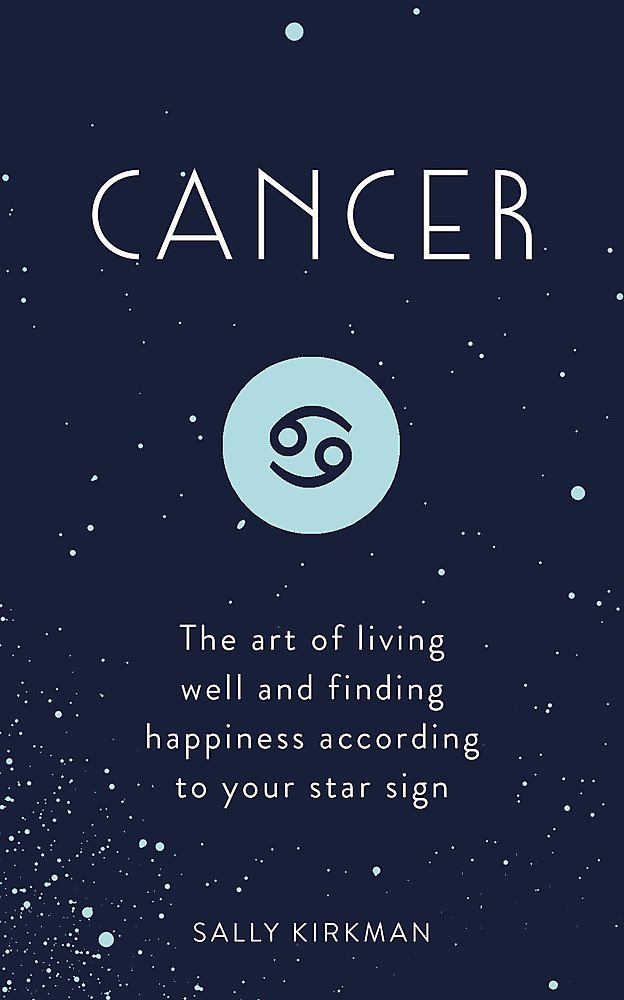 CANCER
The art of living
well and finding
happiness according
to your star sign
SALLY KIRKMAN